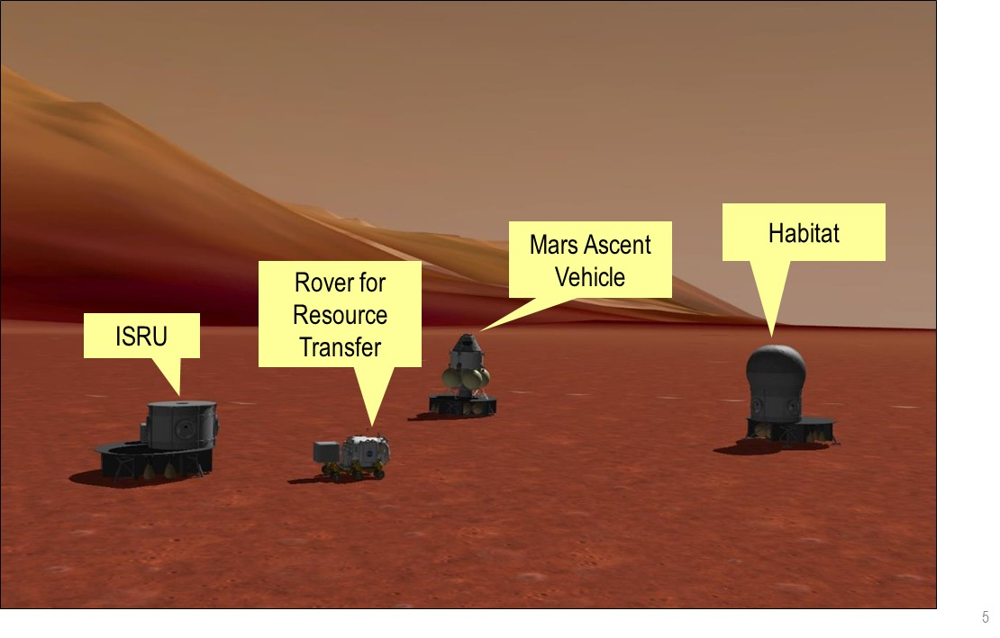 ISRU
Rover for
Resource
Transfer
Mars Ascent
Vehicle
Habitat
5